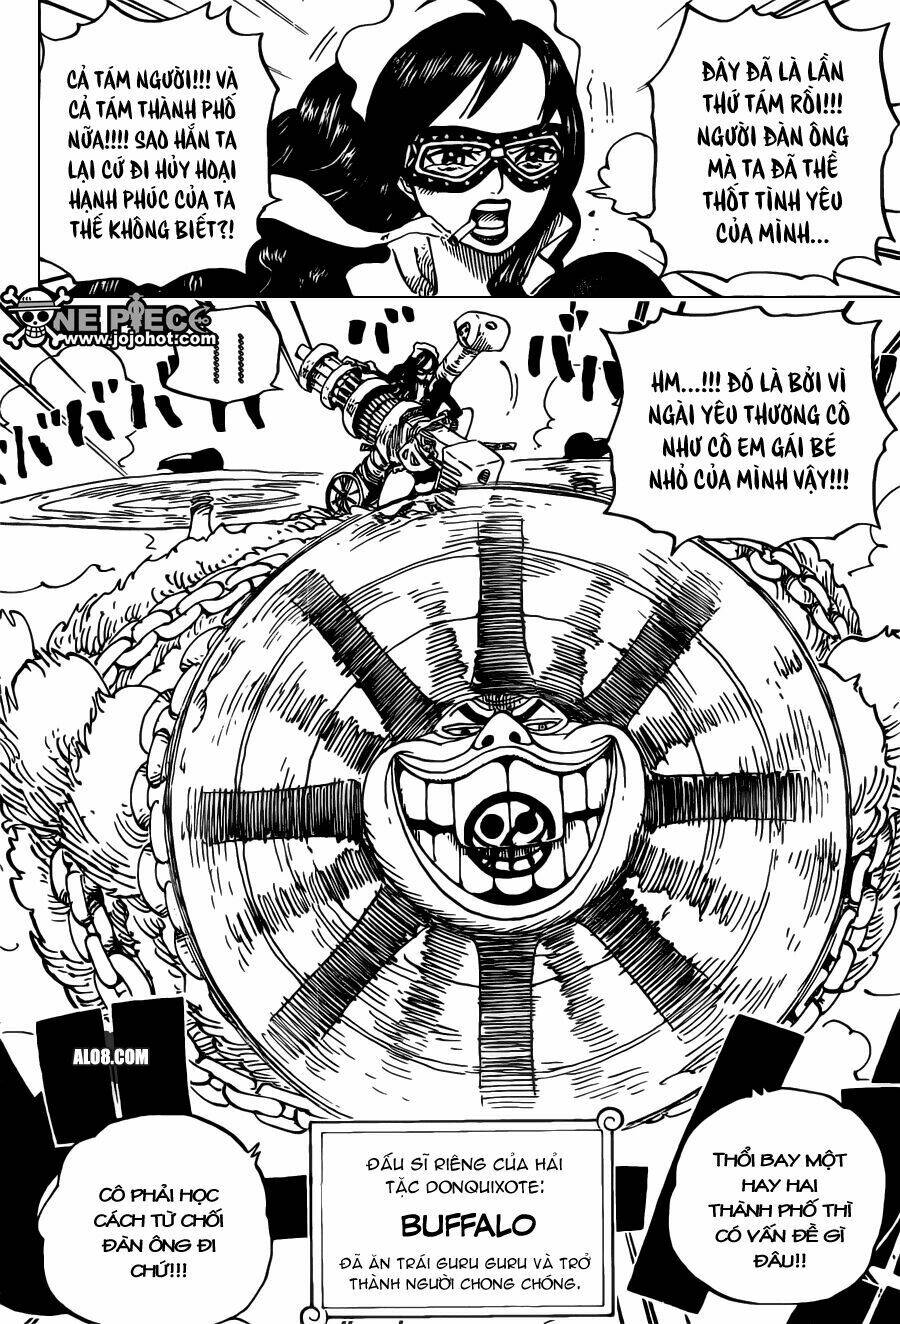 ĐÂY ĐÃ LÀ LẦN
THỨ TÁM RỒI!!!
NGƯỜI ĐÀN ÔNG
MÀ TA ĐÃ THỀ
THỐT TÌNH YÊU
CỦA MÌNH...
CẢ TÁM NGƯỜI!!! VÀ
CẢ TÁM THÀNH PHỐ
NỮA!!!! SAO HẮN TA
LẠI CỨ ĐI HỦY HOẠI
HẠNH PHÚC CỦA TA
THẾ KHÔNG BIẾT?!
ONE PIECE
www.jojohot.com
HM...!!! ĐÓ LÀ BỞI VÌ
NGÀI YÊU THƯƠNG CÔ
NHƯ CÔ EM GÁI BÉ
NHỎ CỦA MÌNH VẬY!!!
ALO8.COM
THỔI BAY MỘT
HAY HAI
THÀNH PHỐ THÌ
CÓ VẤN ĐỀ GÌ
ĐÂU!!
ĐẤU SĨ RIÊNG CỦA HẢI
TẶC DONQUIXOTE:
BUFFALO
ĐÃ ĂN TRÁI GURU GURU VÀ TRỞ
THÀNH NGƯỜI CHONG CHÓNG.
CÔ PHẢI HỌC
CÁCH TỪ CHỐI
ĐÀN ÔNG ĐI
CHỨ!!!